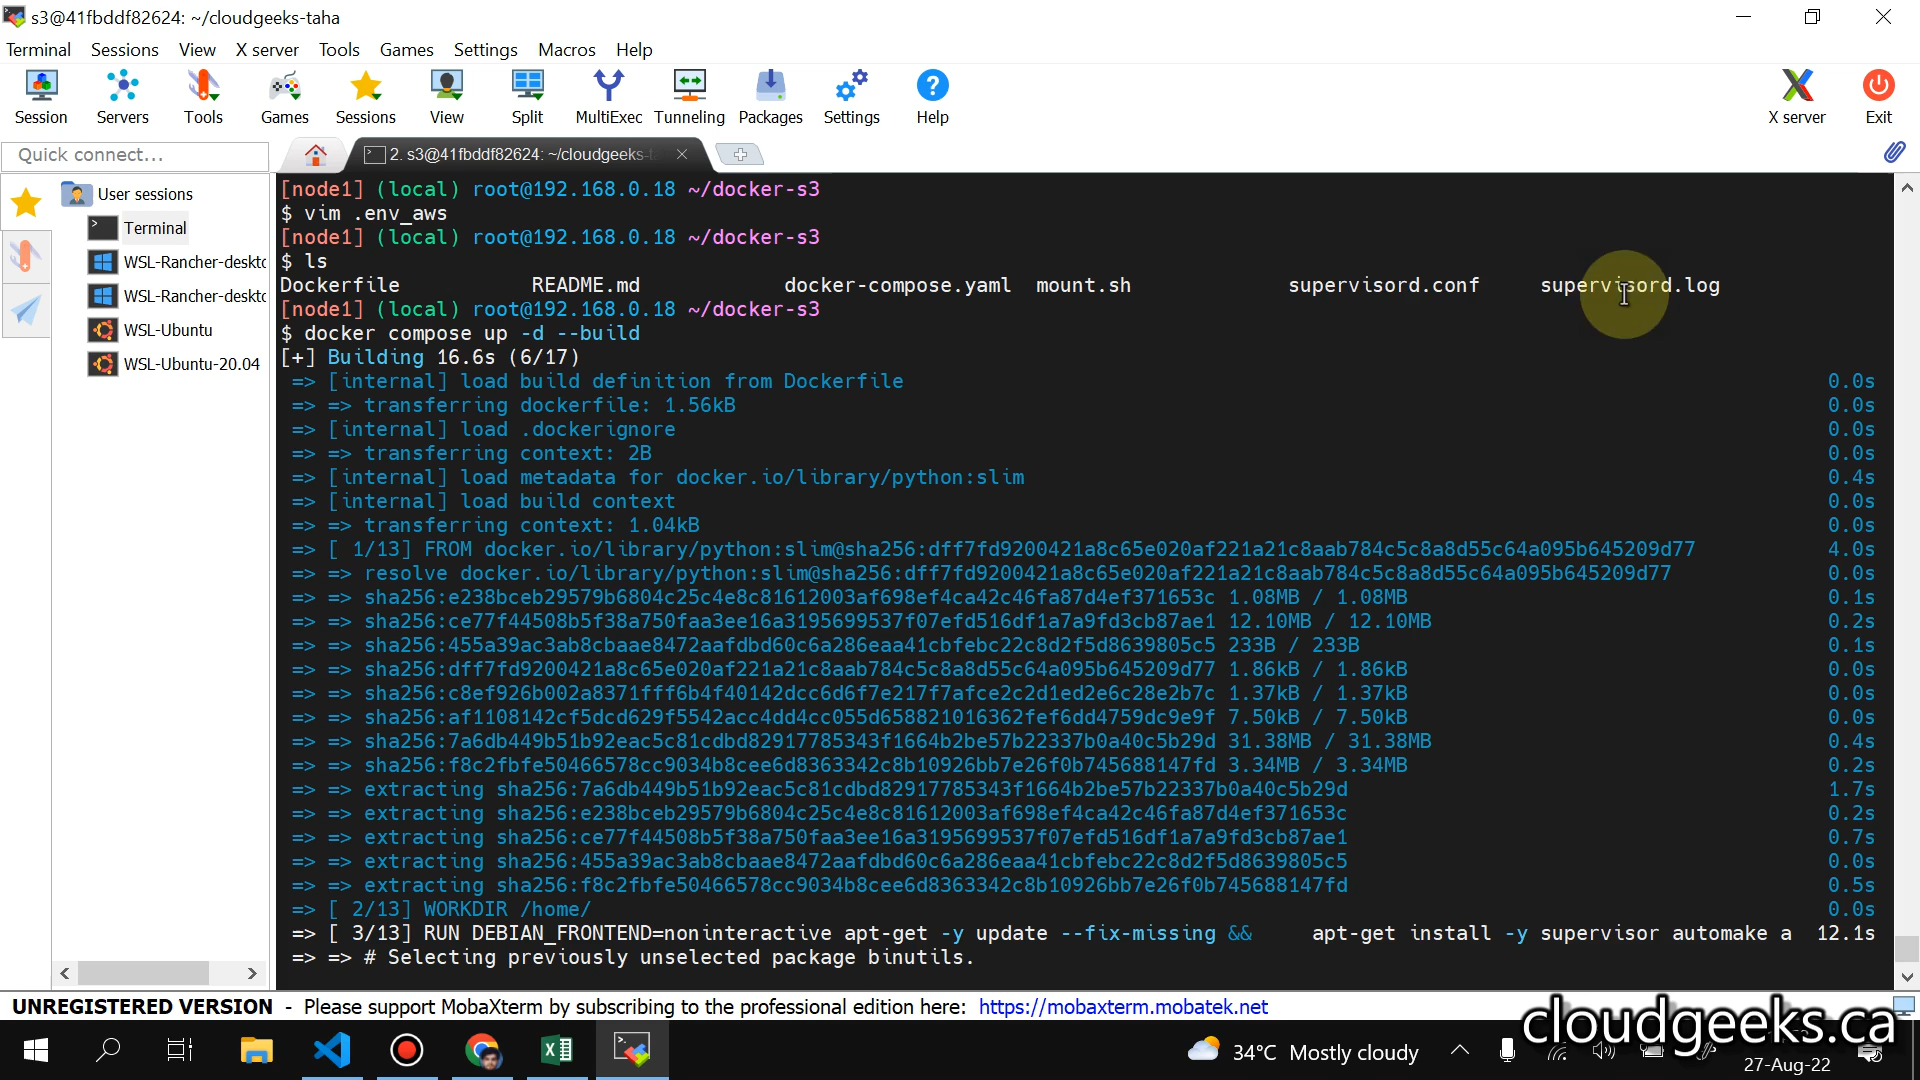 s3@41fbddf82624: ~/cloudgeeks-taha
Terminal Sessions View X server Tools Games Settings Macros Help
Session Servers Tools Games Sessions View Split MultiExec Tunneling Packages Settings Help X server Exit
Quick connect...
2. s3@41fbddf82624: ~/cloudgeeks-t
User sessions
Terminal
WSL-Rancher-deskto
WSL-Rancher-deskto
WSL-Ubuntu
WSL-Ubuntu-20.04
[node1] (local) root@192.168.0.18 ~/docker-s3
$ vim .env_aws
[node1] (local) root@192.168.0.18 ~/docker-s3
$ ls
Dockerfile README.md docker-compose.yaml mount.sh supervisord.conf supervisord.log
[node1] (local) root@192.168.0.18 ~/docker-s3
$ docker compose up -d --build
[+] Building 16.6s (6/17)
=> [internal] load build definition from Dockerfile 0.0s
=> => transferring dockerfile: 1.56kB 0.0s
=> [internal] load .dockerignore 0.0s
=> => transferring context: 2B 0.0s
=> [internal] load metadata for docker.io/library/python:slim 0.4s
=> [internal] load build context 0.0s
=> => transferring context: 1.04kB 0.0s
=> [ 1/13] FROM docker.io/library/python:slim@sha256:dff7fd9200421a8c65e020af221a21c8aab784c5c8a8d55c64a095b645209d77 4.0s
=> => resolve docker.io/library/python:slim@sha256:dff7fd9200421a8c65e020af221a21c8aab784c5c8a8d55c64a095b645209d77 0.0s
=> => sha256:e238bceb29579b6804c25c4e8c81612003af698ef4ca42c46fa87d4ef371653c 1.08MB / 1.08MB 0.1s
=> => sha256:ce77f44508b5f38a750faa3ee16a3195699537f07efd516df1a7a9fd3cb87ae1 12.10MB / 12.10MB 0.2s
=> => sha256:455a39ac3ab8cbaae8472aafdbd60c6a286eaa41cbfebc22c8d2f5d8639805c5 233B / 233B 0.1s
=> => sha256:dff7fd9200421a8c65e020af221a21c8aab784c5c8a8d55c64a095b645209d77 1.86kB / 1.86kB 0.0s
=> => sha256:c8ef926b002a8371fff6b4f40142dcc6d6f7e217f7afce2c2d1ed2e6c28e2b7c 1.37kB / 1.37kB 0.0s
=> => sha256:af1108142cf5dcd629f5542acc4dd4cc055d658821016362fef6dd4759dc9e9f 7.50kB / 7.50kB 0.0s
=> => sha256:7a6db449b51b92eac5c81cdbd82917785343f1664b2be57b22337b0a40c5b29d 31.38MB / 31.38MB 0.4s
=> => sha256:f8c2fbfe50466578cc9034b8cee6d8363342c8b10926bb7e26f0b745688147fd 3.34MB / 3.34MB 0.2s
=> => extracting sha256:7a6db449b51b92eac5c81cdbd82917785343f1664b2be57b22337b0a40c5b29d 1.7s
=> => extracting sha256:e238bceb29579b6804c25c4e8c81612003af698ef4ca42c46fa87d4ef371653c 0.2s
=> => extracting sha256:ce77f44508b5f38a750faa3ee16a3195699537f07efd516df1a7a9fd3cb87ae1 0.7s
=> => extracting sha256:455a39ac3ab8cbaae8472aafdbd60c6a286eaa41cbfebc22c8d2f5d8639805c5 0.0s
=> => extracting sha256:f8c2fbfe50466578cc9034b8cee6d8363342c8b10926bb7e26f0b745688147fd 0.5s
=> [ 2/13] WORKDIR /home/ 0.0s
=> [ 3/13] RUN DEBIAN_FRONTEND=noninteractive apt-get -y update --fix-missing && apt-get install -y supervisor automake a 12.1s
=> => # Selecting previously unselected package binutils.
UNREGISTERED VERSION - Please support MobaXterm by subscribing to the professional edition here: https://mobaxterm.mobatek.net
cloudgeeks.ca
34°C Mostly cloudy
27-Aug-22